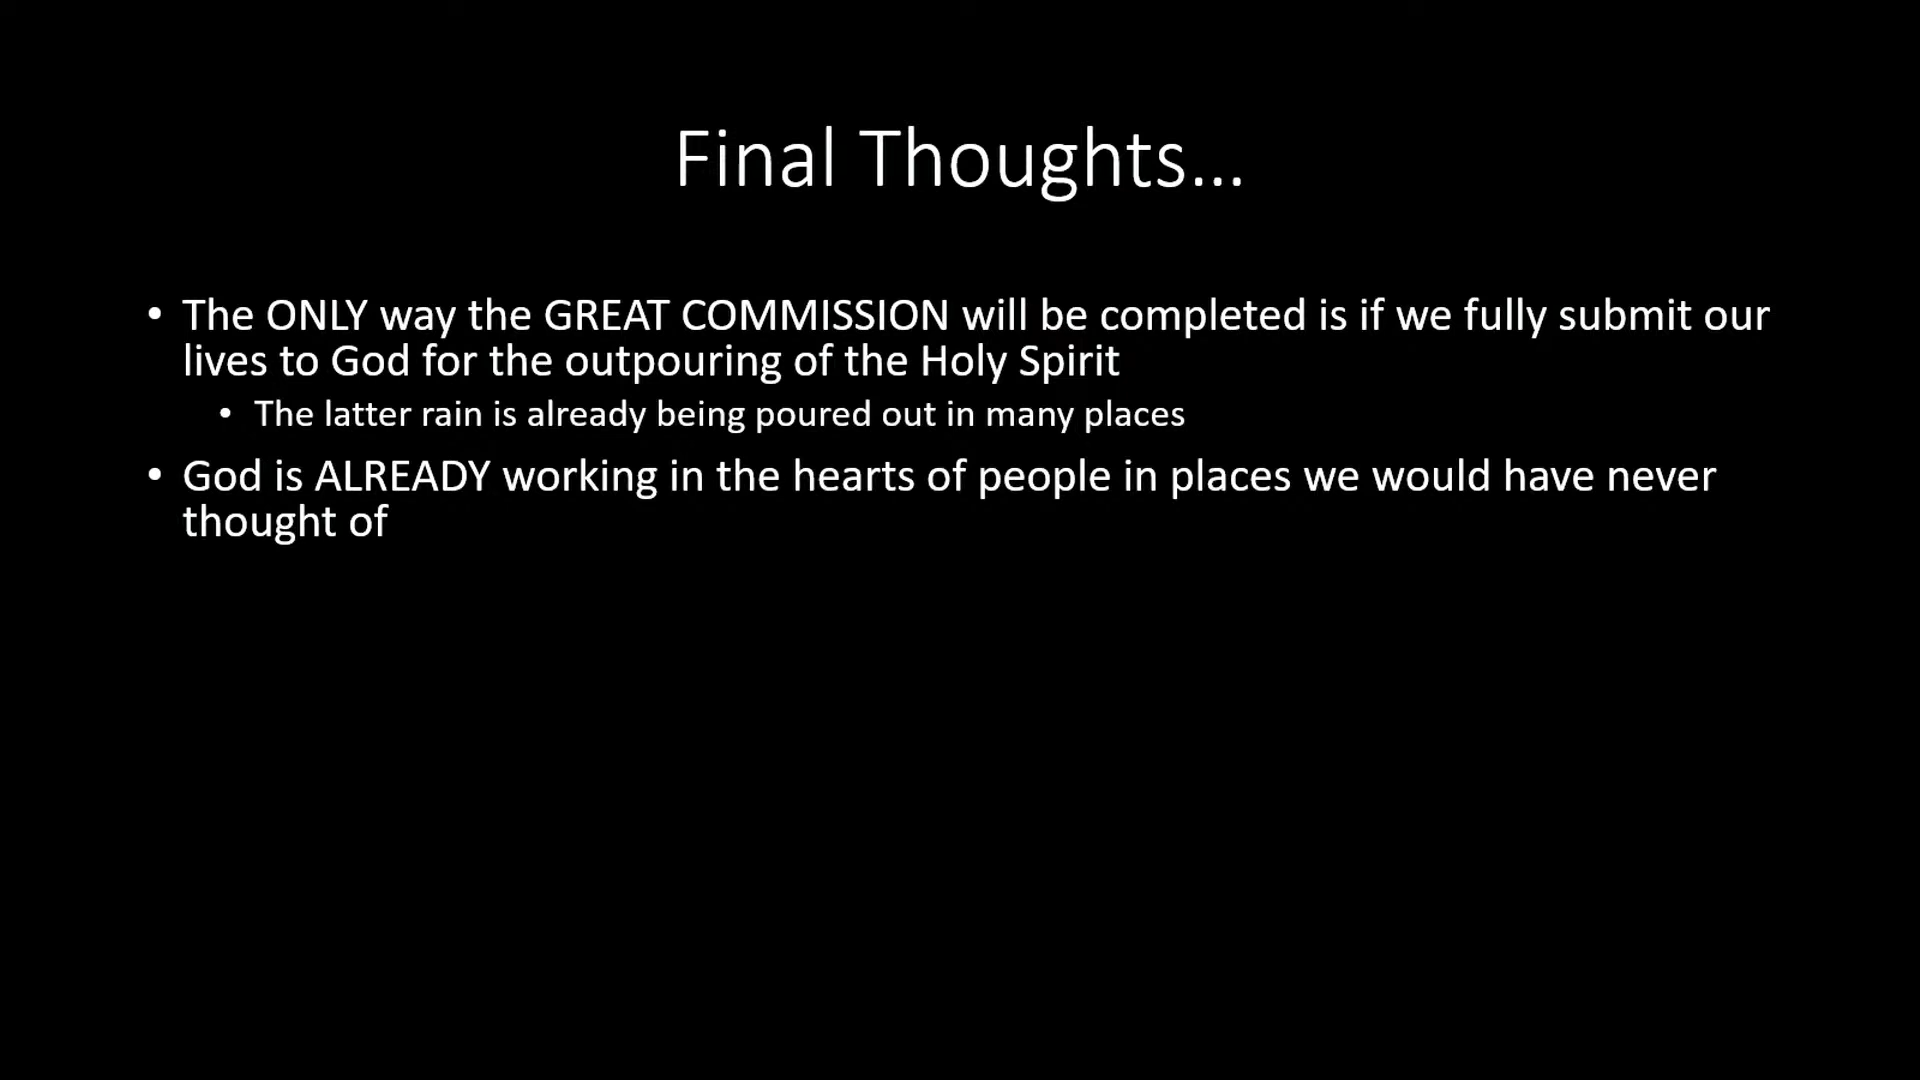 Final Thoughts...
• The ONLY way the GREAT COMMISSION will be completed is if we fully submit our
lives to God for the outpouring of the Holy Spirit
• The latter rain is already being poured out in many places
• God is ALREADY working in the hearts of people in places we would have never
thought of